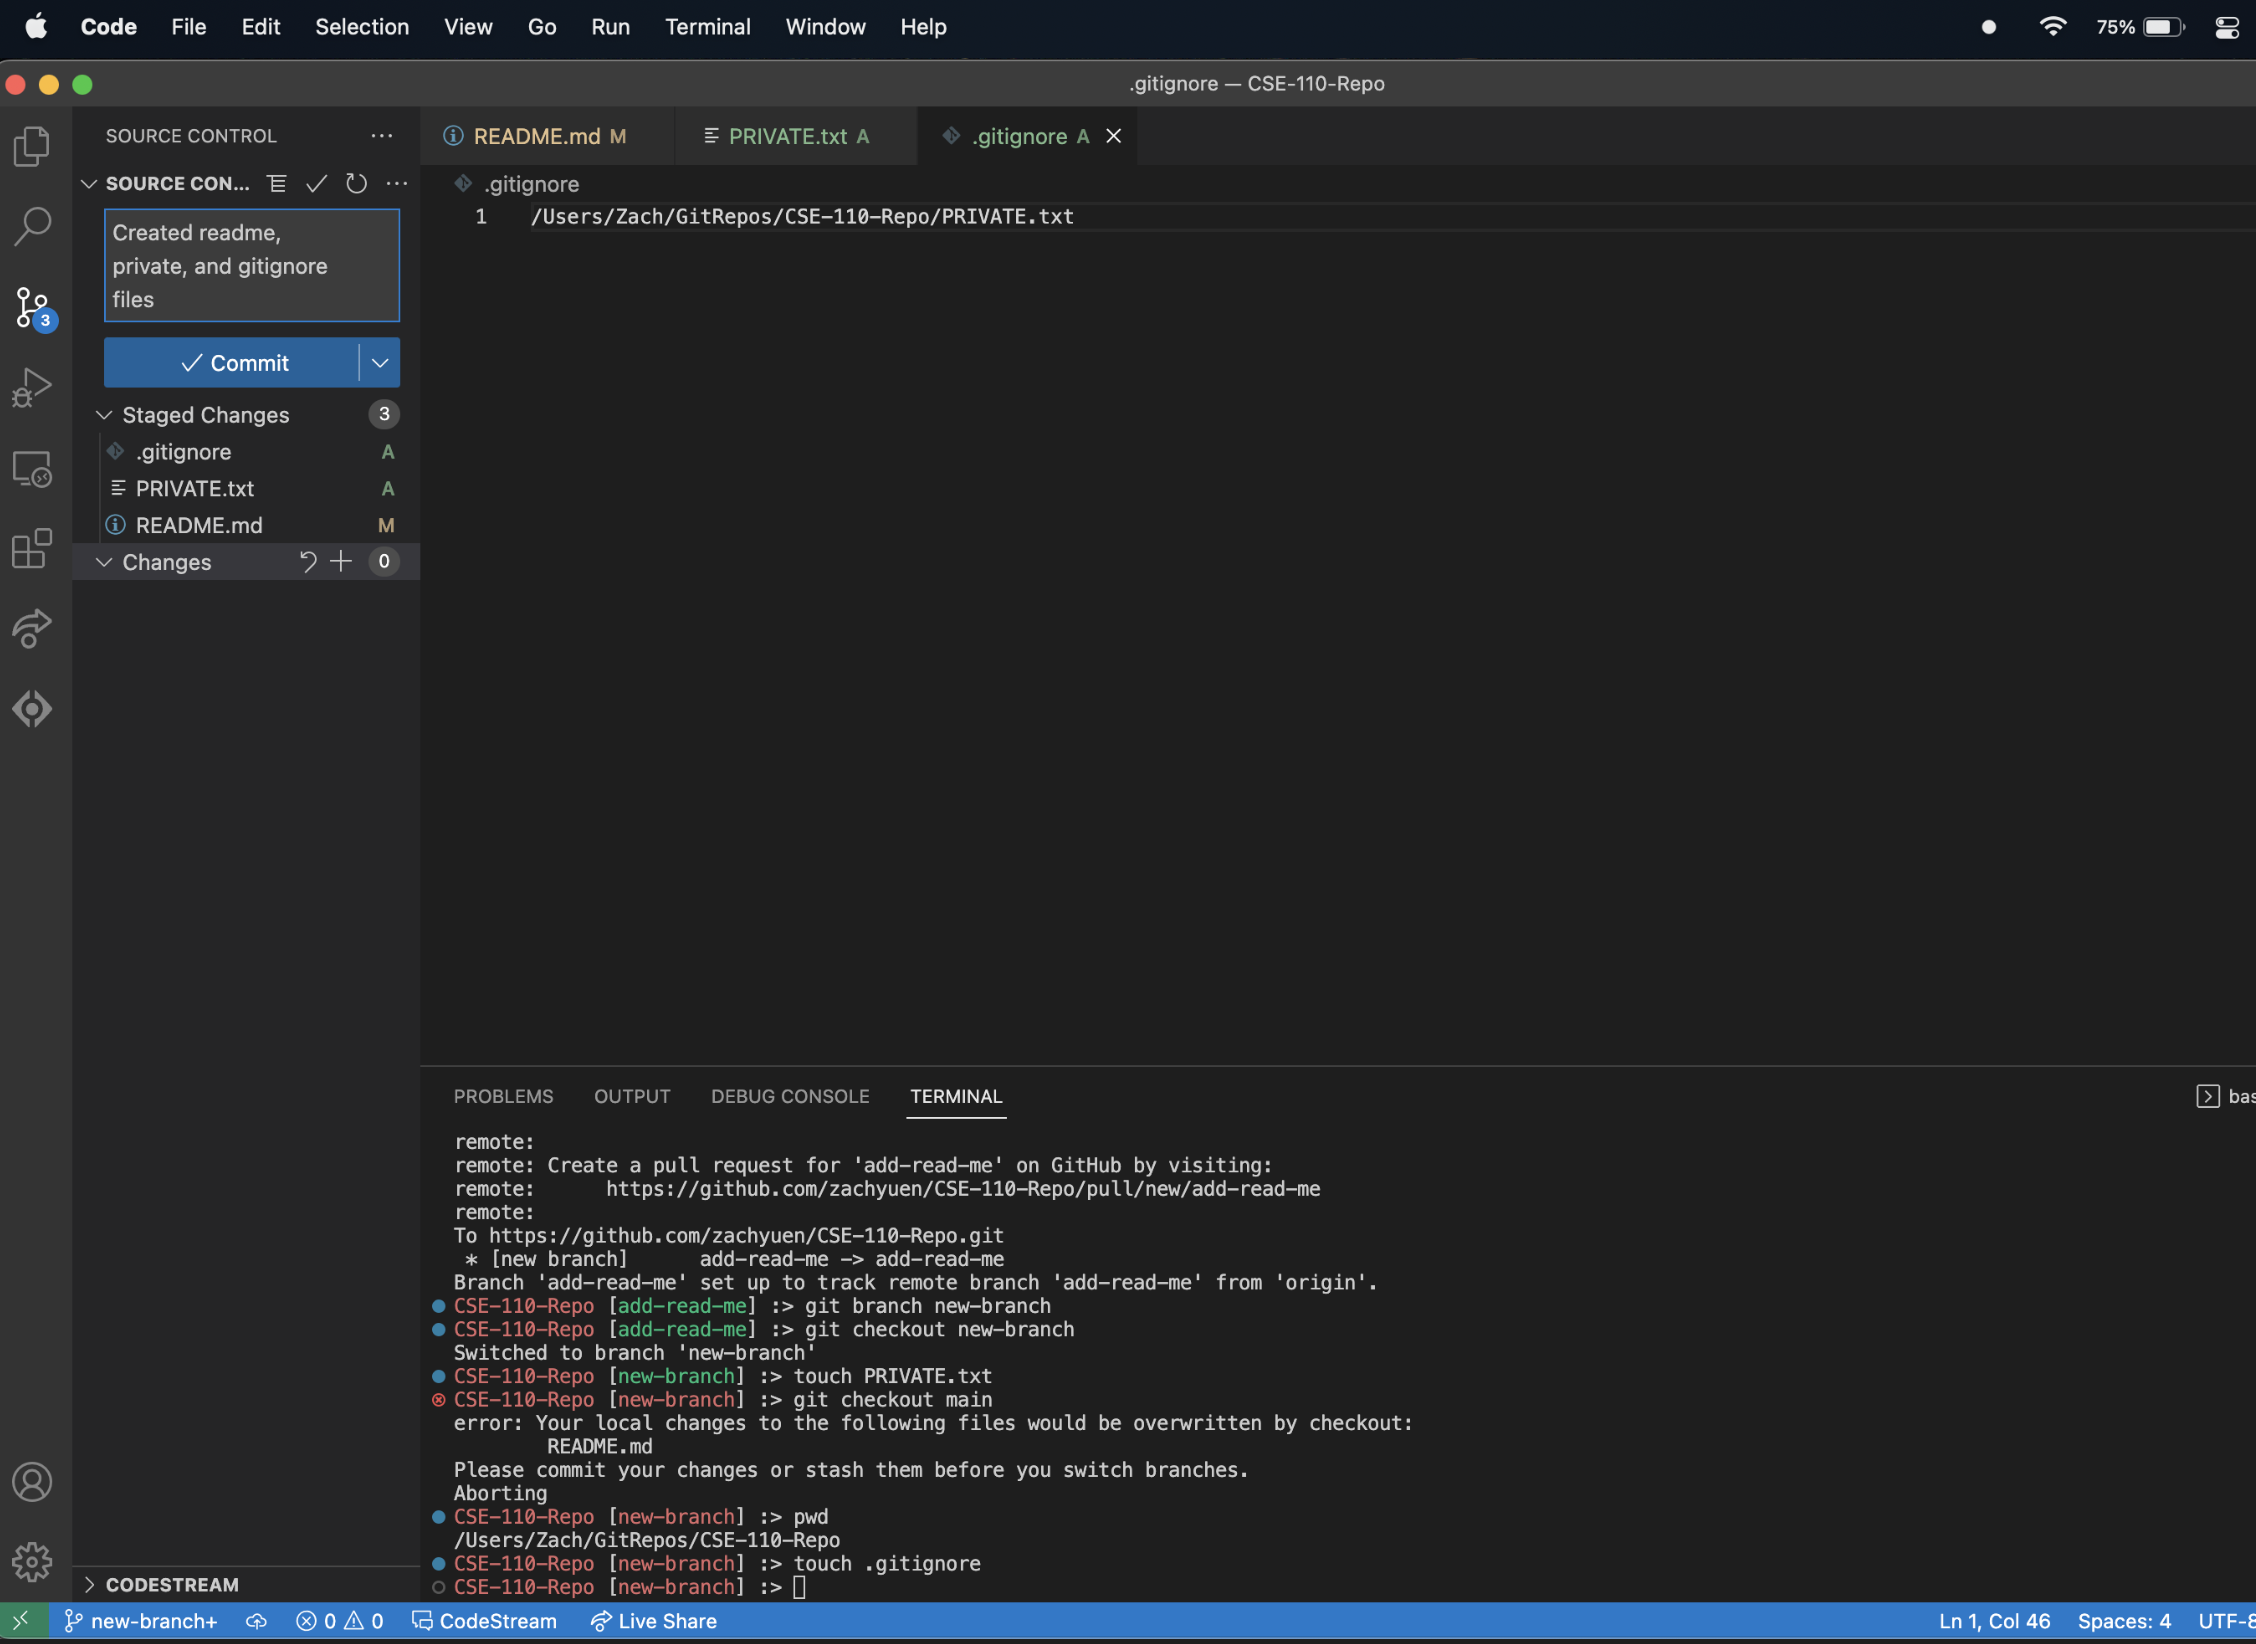 Code File Edit Selection View Go Run Terminal Window Help 75%
.gitignore — CSE-110-Repo
SOURCE CONTROL
README.md M
PRIVATE.txt A
.gitignore A
SOURCE CON...
.gitignore
1 /Users/Zach/GitRepos/CSE-110-Repo/PRIVATE.txt
Created readme,
private, and gitignore
files
3
Commit
Staged Changes 3
.gitignore A
PRIVATE.txt A
README.md M
Changes 0
PROBLEMS OUTPUT DEBUG CONSOLE TERMINAL bas
remote:
remote: Create a pull request for 'add-read-me' on GitHub by visiting:
remote: https://github.com/zachyuen/CSE-110-Repo/pull/new/add-read-me
remote:
To https://github.com/zachyuen/CSE-110-Repo.git
* [new branch] add-read-me -> add-read-me
Branch 'add-read-me' set up to track remote branch 'add-read-me' from 'origin'.
CSE-110-Repo [add-read-me] :> git branch new-branch
CSE-110-Repo [add-read-me] :> git checkout new-branch
Switched to branch 'new-branch'
CSE-110-Repo [new-branch] :> touch PRIVATE.txt
CSE-110-Repo [new-branch] :> git checkout main
error: Your local changes to the following files would be overwritten by checkout:
README.md
Please commit your changes or stash them before you switch branches.
Aborting
CSE-110-Repo [new-branch] :> pwd
/Users/Zach/GitRepos/CSE-110-Repo
CSE-110-Repo [new-branch] :> touch .gitignore
CSE-110-Repo [new-branch] :>
CODESTREAM
new-branch+ 0 0 CodeStream Live Share Ln 1, Col 46 Spaces: 4 UTF-8